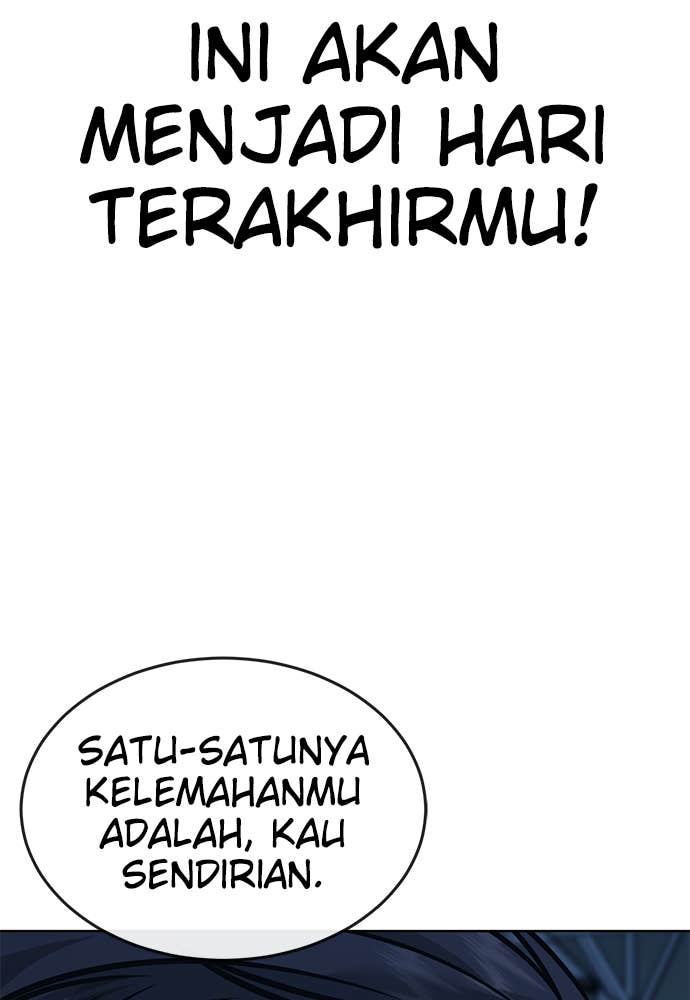 INI AKAN
MENJADI HARI
TERAKHIRMU!
SATU-SATUNYA
KELEMAHANMU
ADALAH, KAU
SENDIRIAN.